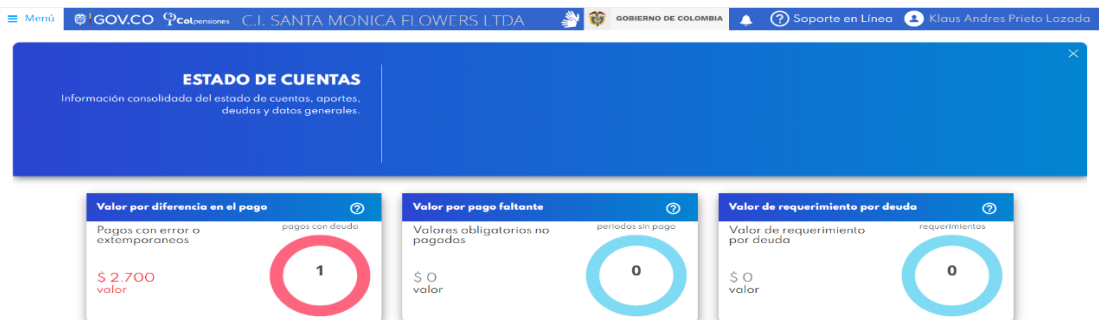 ≡ Menú GOV.CO Colpensiones C.I. SANTA MONICA FLOWERS LTDA GOBIERNO DE COLOMBIA ? Soporte en Línea Klaus Andres Prieto Lozada
ESTADO DE CUENTAS
Información consolidada del estado de cuentas, aportes,
deudas y datos generales.
Valor por diferencia en el pago ?
Pagos con error o
extemporaneos
pagos con deuda
1
$ 2.700
valor
Valor por pago faltante ?
Valores obligatorios no
pagados
periodos sin pago
0
$ 0
valor
Valor de requerimiento por deuda ?
Valor de requerimiento
por deuda
requerimientos
0
$ 0
valor